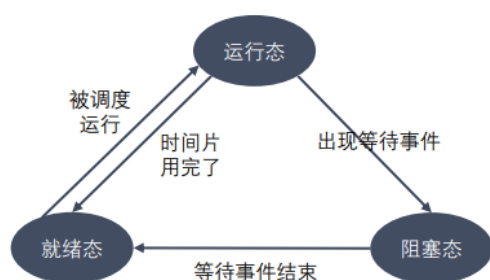 运行态
被调度
运行
时间片
用完了
出现等待事件
就绪态
阻塞态
等待事件结束